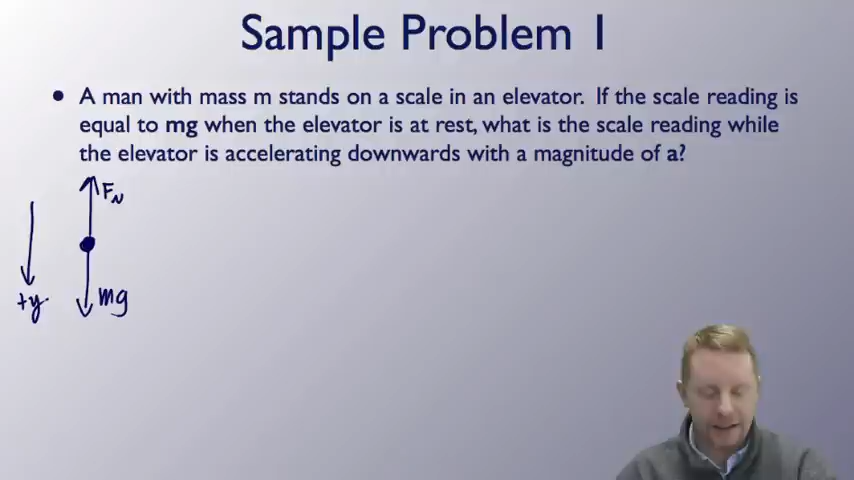 Sample Problem 1
• A man with mass m stands on a scale in an elevator. If the scale reading is
equal to mg when the elevator is at rest, what is the scale reading while
the elevator is accelerating downwards with a magnitude of a?
FN
+y
mg